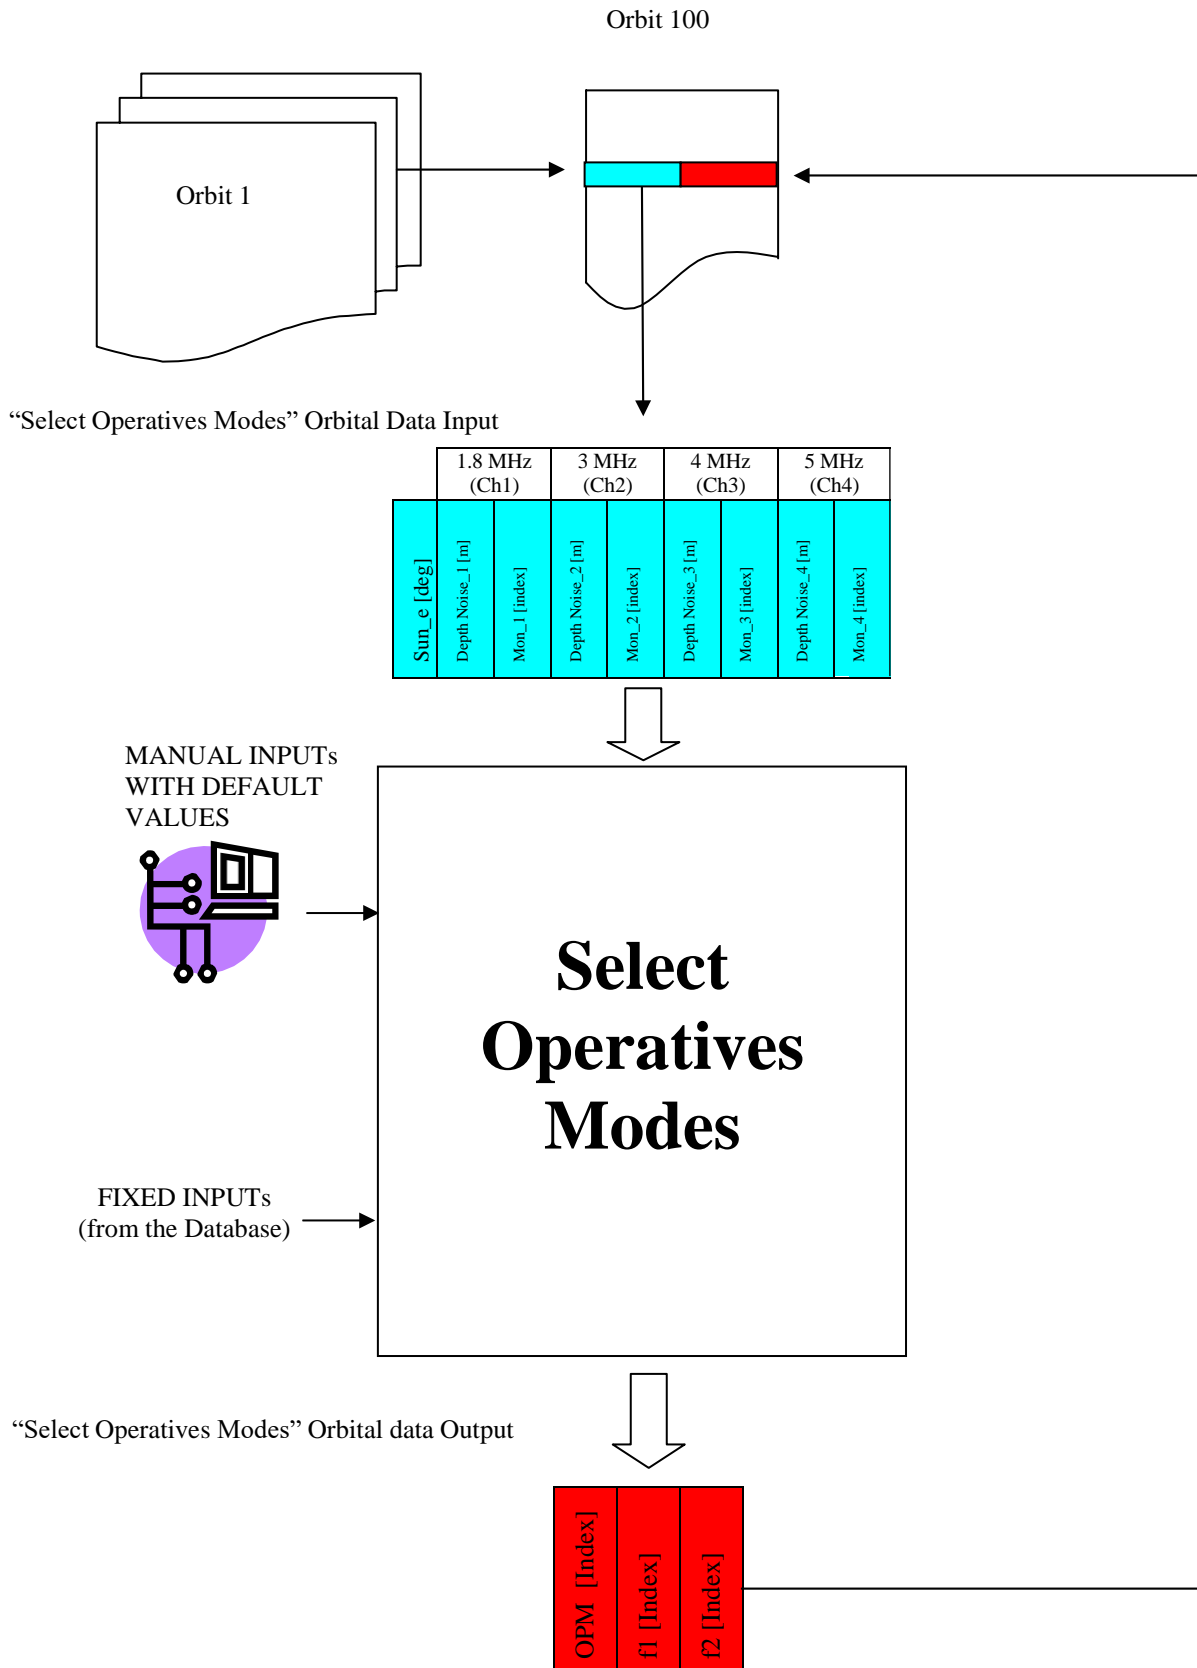 Orbit 100
Orbit 1
“Select Operatives Modes” Orbital Data Input
1.8 MHz
(Ch1)
3 MHz
(Ch2)
4 MHz
(Ch3)
5 MHz
(Ch4)
Sun_e [deg]
Depth Noise_1 [m]
Mon_1 [index]
Depth Noise_2 [m]
Mon_2 [index]
Depth Noise_3 [m]
Mon_3 [index]
Depth Noise_4 [m]
Mon_4 [index]
MANUAL INPUTs
WITH DEFAULT
VALUES
Select
Operatives
Modes
FIXED INPUTs
(from the Database)
“Select Operatives Modes” Orbital data Output
OPM [Index]
f1 [Index]
f2 [Index]